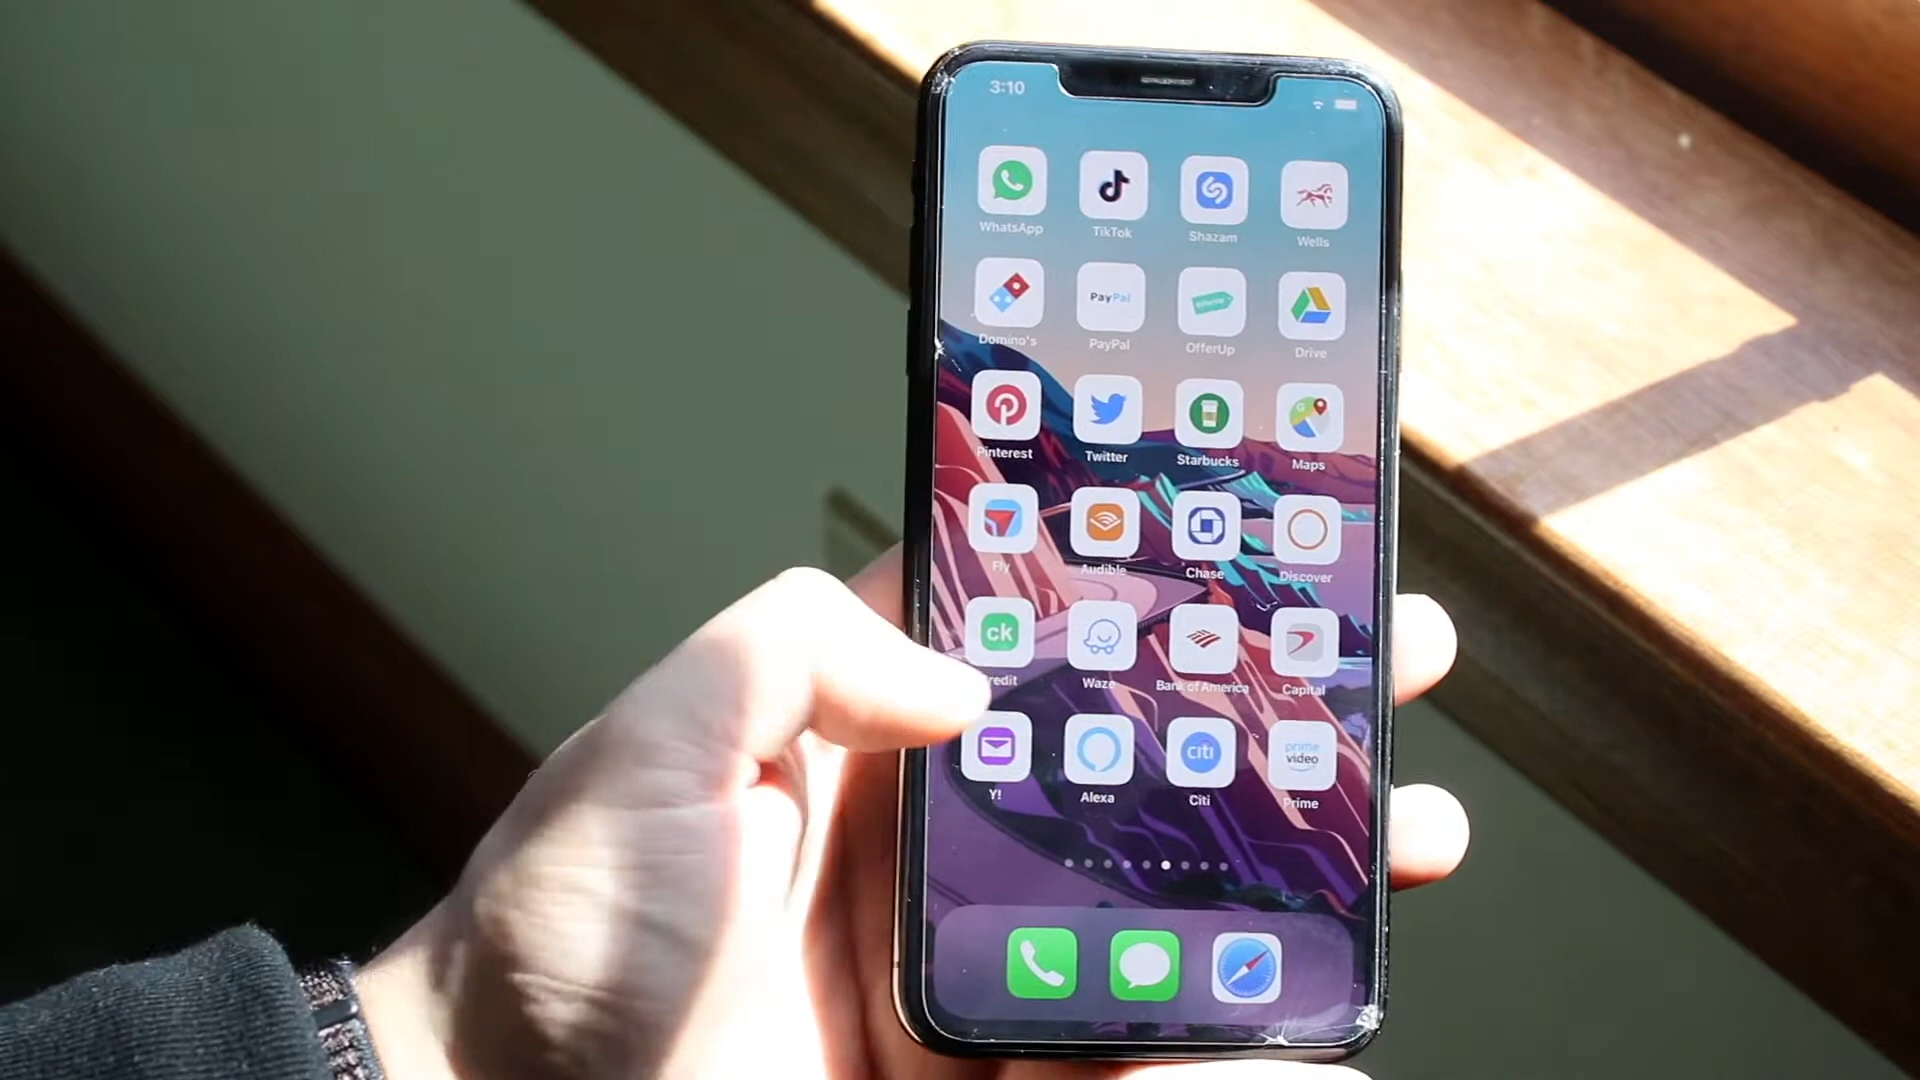 3:10
WhatsApp TikTok Shazam Wells
PayPal
Domino's PayPal OfferUp Drive
G
Pinterest Twitter Starbucks Maps
Fly Audible Chase Discover
ck
redit Waze Bank of America Capital
citi prime video
Y! Alexa Citi Prime